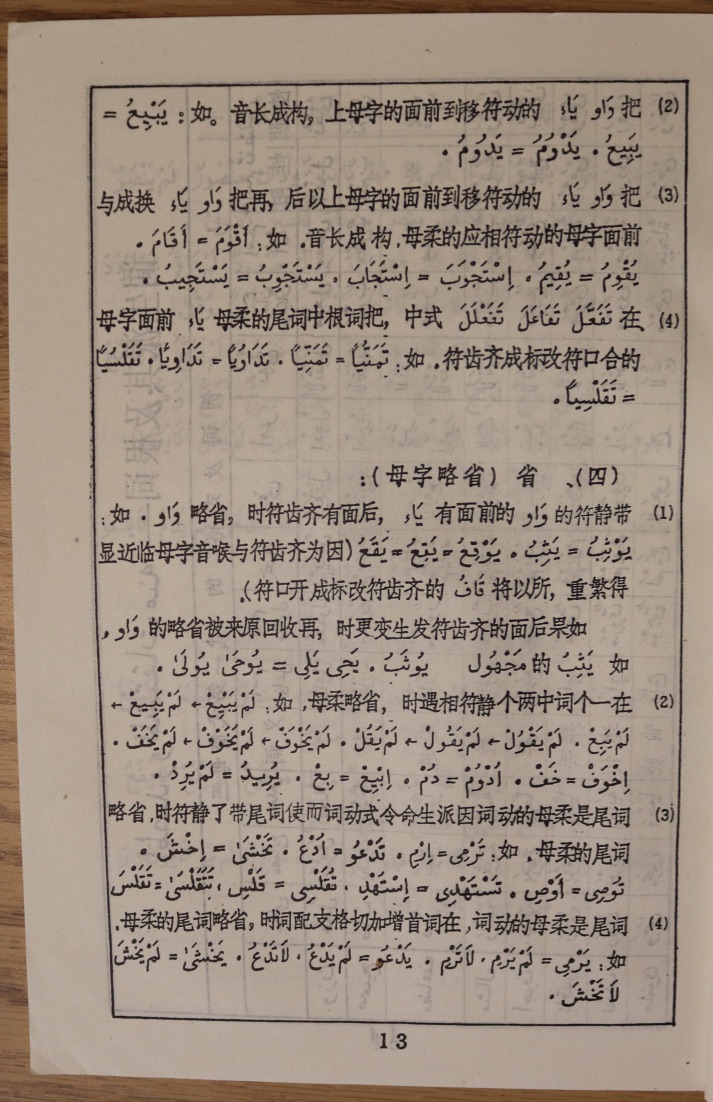 (2) 把 وَاو يَاء 的动符移到前面的字母上，构成长音。如：يَبْيِعُ =
يَبِيعُ . يَدْوُمُ = يَدُومُ .
(3) 把 وَاو يَاء 的动符移到前面的字母上以后，再把 وَاو يَاء 换成与
前面字母的动符相应的柔母，构成长音．如：أَقْوَمَ = أَقَامَ .
يُقْوِمُ = يُقِيمُ . إِسْتَجْوَبَ = إِسْتَجَابَ . يَسْتَجْوِبُ = يَسْتَجِيبُ .
(4) 在 تَفَعَّلَ تَفَاعَلَ تَفَعْلَلَ 式中，把词根中词尾的柔母 يَاء 前面字母
的合口符改标成齐齿符．如：تَمَنُّيًا = تَمَنِّيًا . تَدَاوُيًا = تَدَاوِيًا . تَقَلْسُيًا
= تَقَلْسِيًا .
(四)、省 (省略字母)：
(1) 带静符的 وَاو 前面有 يَاء ，后面有齐齿符时，省略 وَاو . 如：
يَوْثِبُ = يَثِبُ . يَوْقِعُ = يَقِعُ = يَقَعُ (因为齐齿符与喉音字母临近显
得繁重，所以将 قَافْ 的齐齿符改标成开口符)．
如果后面的齐齿符发生变更时，再收回原来被省略的 وَاو .
如 يَثِبُ 的 مَجْهُول يُوثَبُ . يَحِي يَلِي = يُوحَىٰ يُولَىٰ .
(2) 在一个词中两个静符相遇时，省略柔母．如：لَمْ يَبْيِعْ ← لَمْ يَبِيعْ ←
لَمْ يَبِعْ . لَمْ يَقْوُلْ ← لَمْ يَقُولْ ← لَمْ يَقُلْ . لَمْ يَخْوَفْ ← لَمْ يَخَوْفْ ← لَمْ يَخَفْ .
إِخْوَفْ = خَفْ . أُدْوُمْ = دُمْ . إِبْيِعْ = بِعْ . يُرِيدُ = لَمْ يُرِدْ .
(3) 词尾是柔母的动词因派生命令式动词而使词尾带了静符时，省略
词尾的柔母．如：تَرْمِي = إِرْمِ . تَدْعُو = أُدْعُ . تَخْشَىٰ = إِخْشَ .
تُوصِي = أَوْصِ . تَسْتَهْدِي = إِسْتَهْدِ . تُقَلْسِي = قَلْسِ ، تَتَقَلْسَىٰ = تَقَلْسَ
(4) 词尾是柔母的动词，在词首增加切格支配词时，省略词尾的柔母．
如：يَرْمِي = لَمْ يَرْمِ . لَا تَرْمِ . يَدْعُو = لَمْ يَدْعُ ، لَا تَدْعُ . يَخْشَىٰ = لَمْ يَخْشَ
لَا تَخْشَ .
13